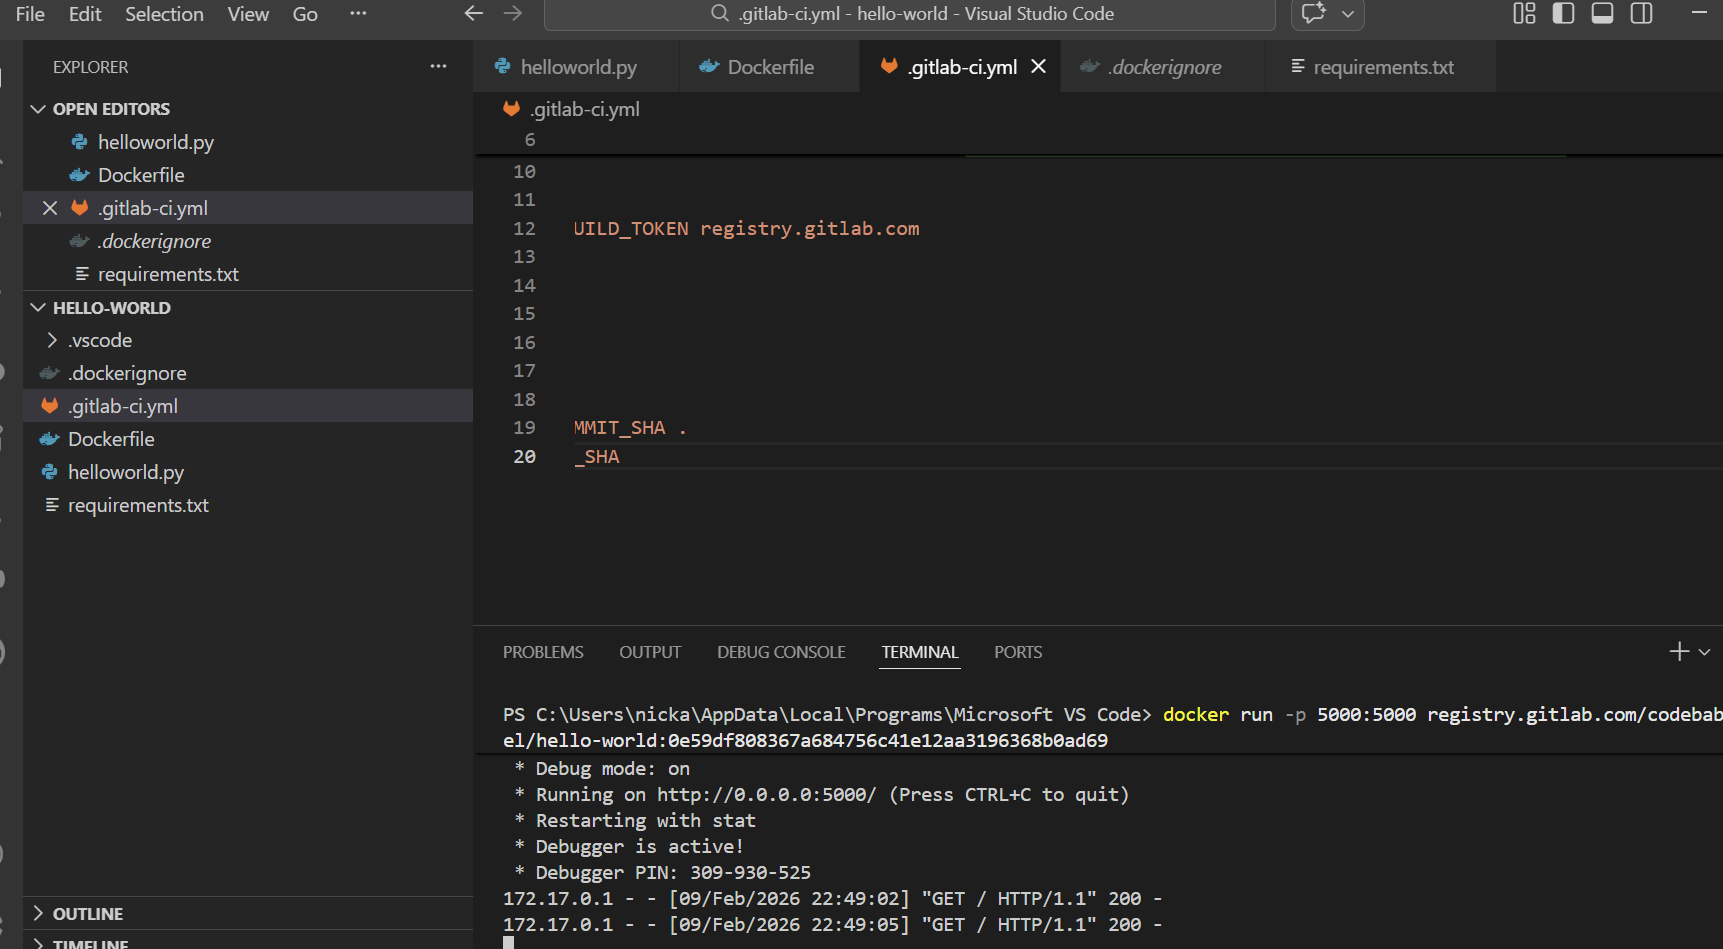 File Edit Selection View Go ···
.gitlab-ci.yml - hello-world - Visual Studio Code
EXPLORER ···
OPEN EDITORS
helloworld.py
Dockerfile
.gitlab-ci.yml
.dockerignore
requirements.txt
HELLO-WORLD
.vscode
.dockerignore
.gitlab-ci.yml
Dockerfile
helloworld.py
requirements.txt
OUTLINE
TIMELINE
helloworld.py Dockerfile .gitlab-ci.yml .dockerignore requirements.txt
.gitlab-ci.yml
6
10
11
12 UILD_TOKEN registry.gitlab.com
13
14
15
16
17
18
19 MMIT_SHA .
20 _SHA
PROBLEMS OUTPUT DEBUG CONSOLE TERMINAL PORTS
PS C:\Users\nicka\AppData\Local\Programs\Microsoft VS Code> docker run -p 5000:5000 registry.gitlab.com/codebab
el/hello-world:0e59df808367a684756c41e12aa3196368b0ad69
* Debug mode: on
* Running on http://0.0.0.0:5000/ (Press CTRL+C to quit)
* Restarting with stat
* Debugger is active!
* Debugger PIN: 309-930-525
172.17.0.1 - - [09/Feb/2026 22:49:02] "GET / HTTP/1.1" 200 -
172.17.0.1 - - [09/Feb/2026 22:49:05] "GET / HTTP/1.1" 200 -